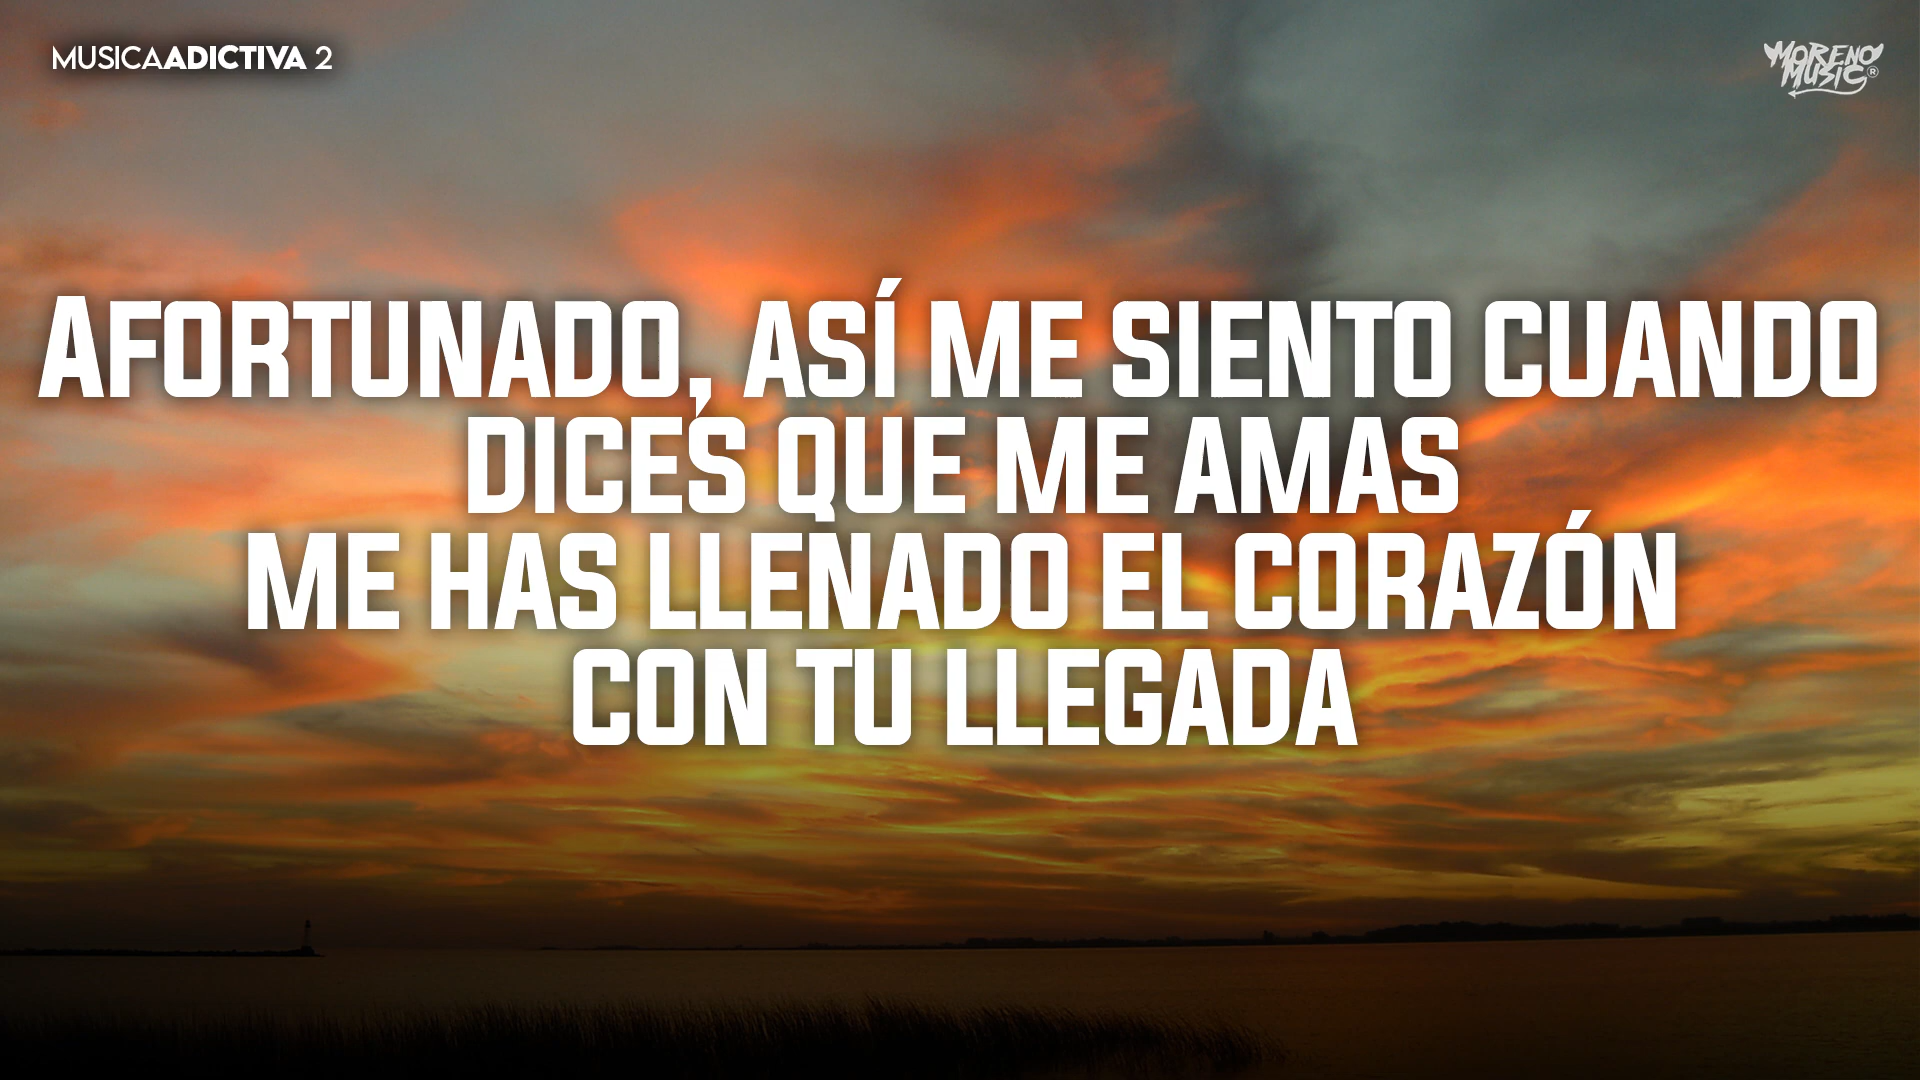 MUSICAADICTIVA 2
MORENO
MUSIC®
AFORTUNADO, ASÍ ME SIENTO CUANDO
DICES QUE ME AMAS
ME HAS LLENADO EL CORAZÓN
CON TU LLEGADA